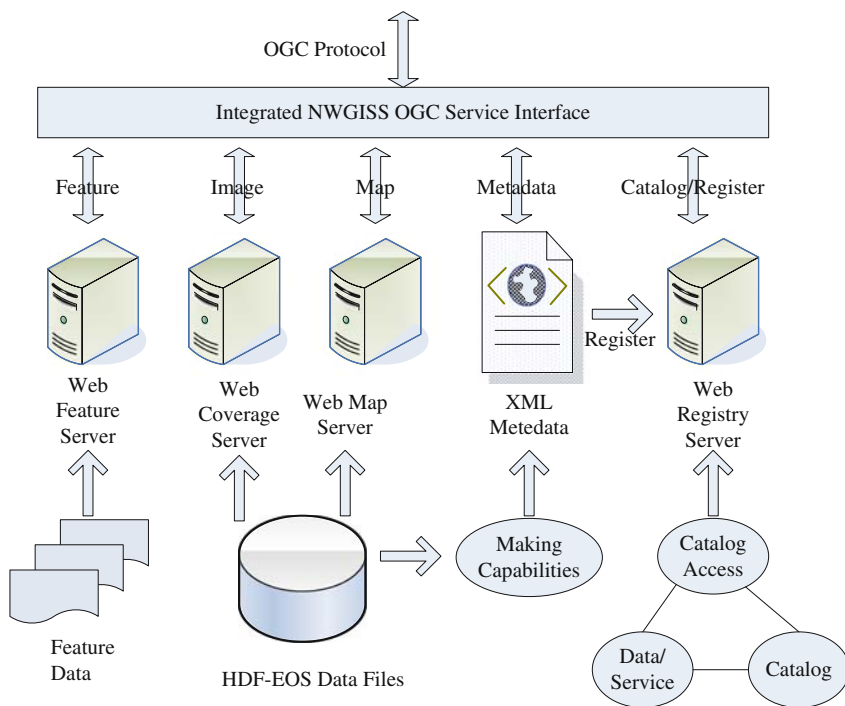 OGC Protocol
Integrated NWGISS OGC Service Interface
Feature
Image
Map
Metadata
Catalog/Register
Register
Web
Feature
Server
Web
Coverage
Server
Web Map
Server
XML
Metedata
Web
Registry
Server
Feature
Data
HDF-EOS Data Files
Making
Capabilities
Catalog
Access
Data/
Service
Catalog